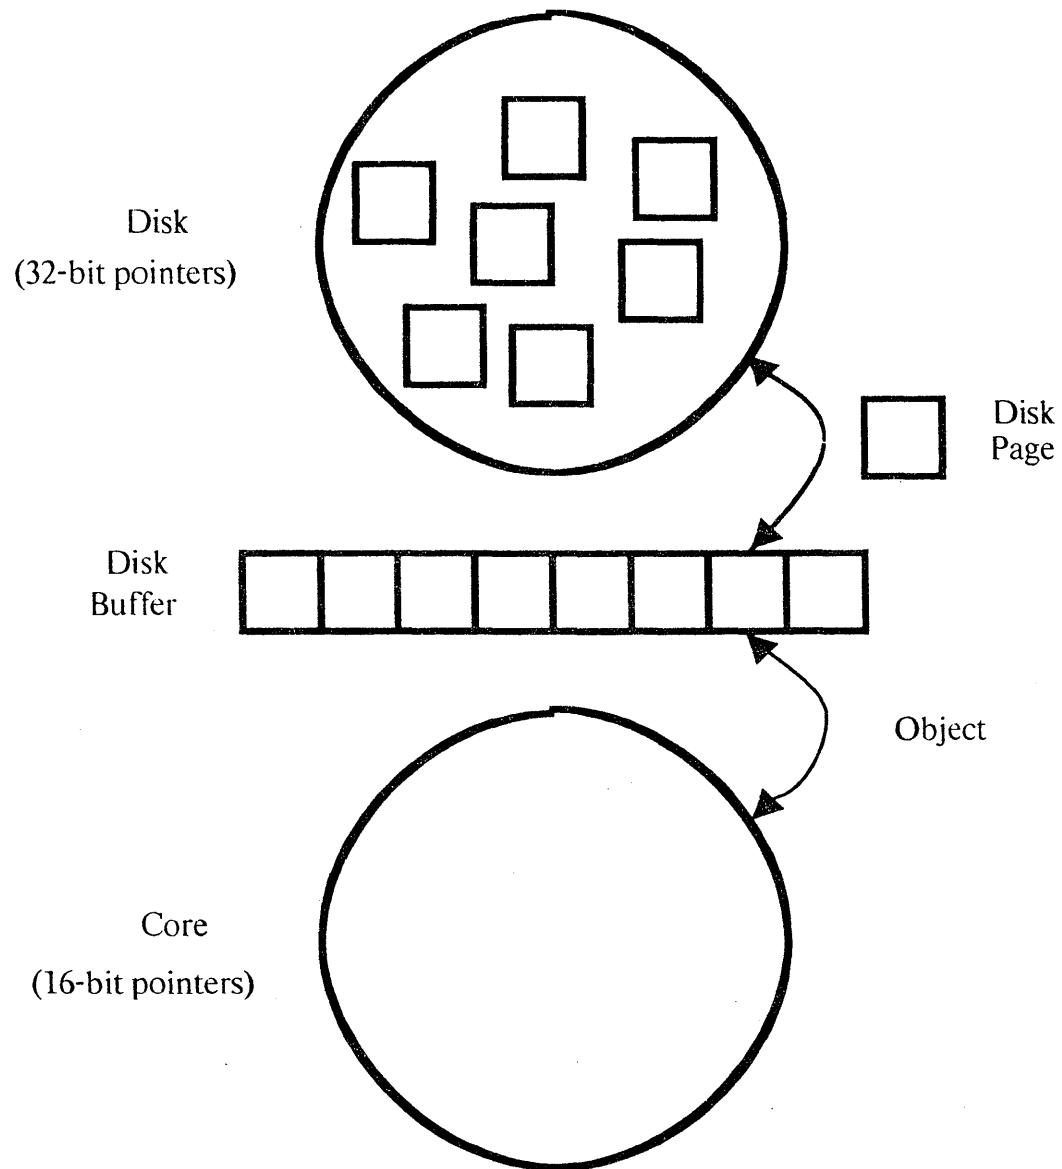 Disk
(32-bit pointers)
Disk
Page
Disk
Buffer
Object
Core
(16-bit pointers)